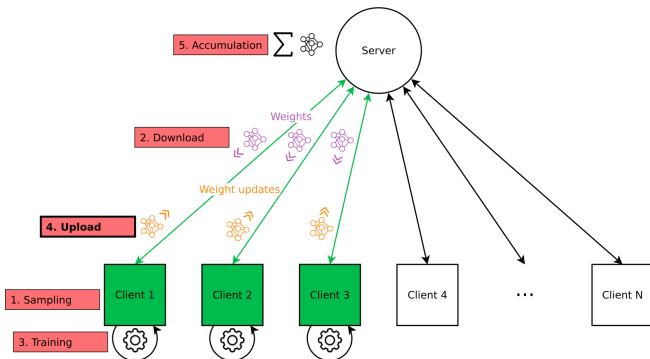 5. Accumulation
Server
Weights
2. Download
Weight updates
4. Upload
1. Sampling
Client 1
Client 2
Client 3
Client 4
...
Client N
3. Training